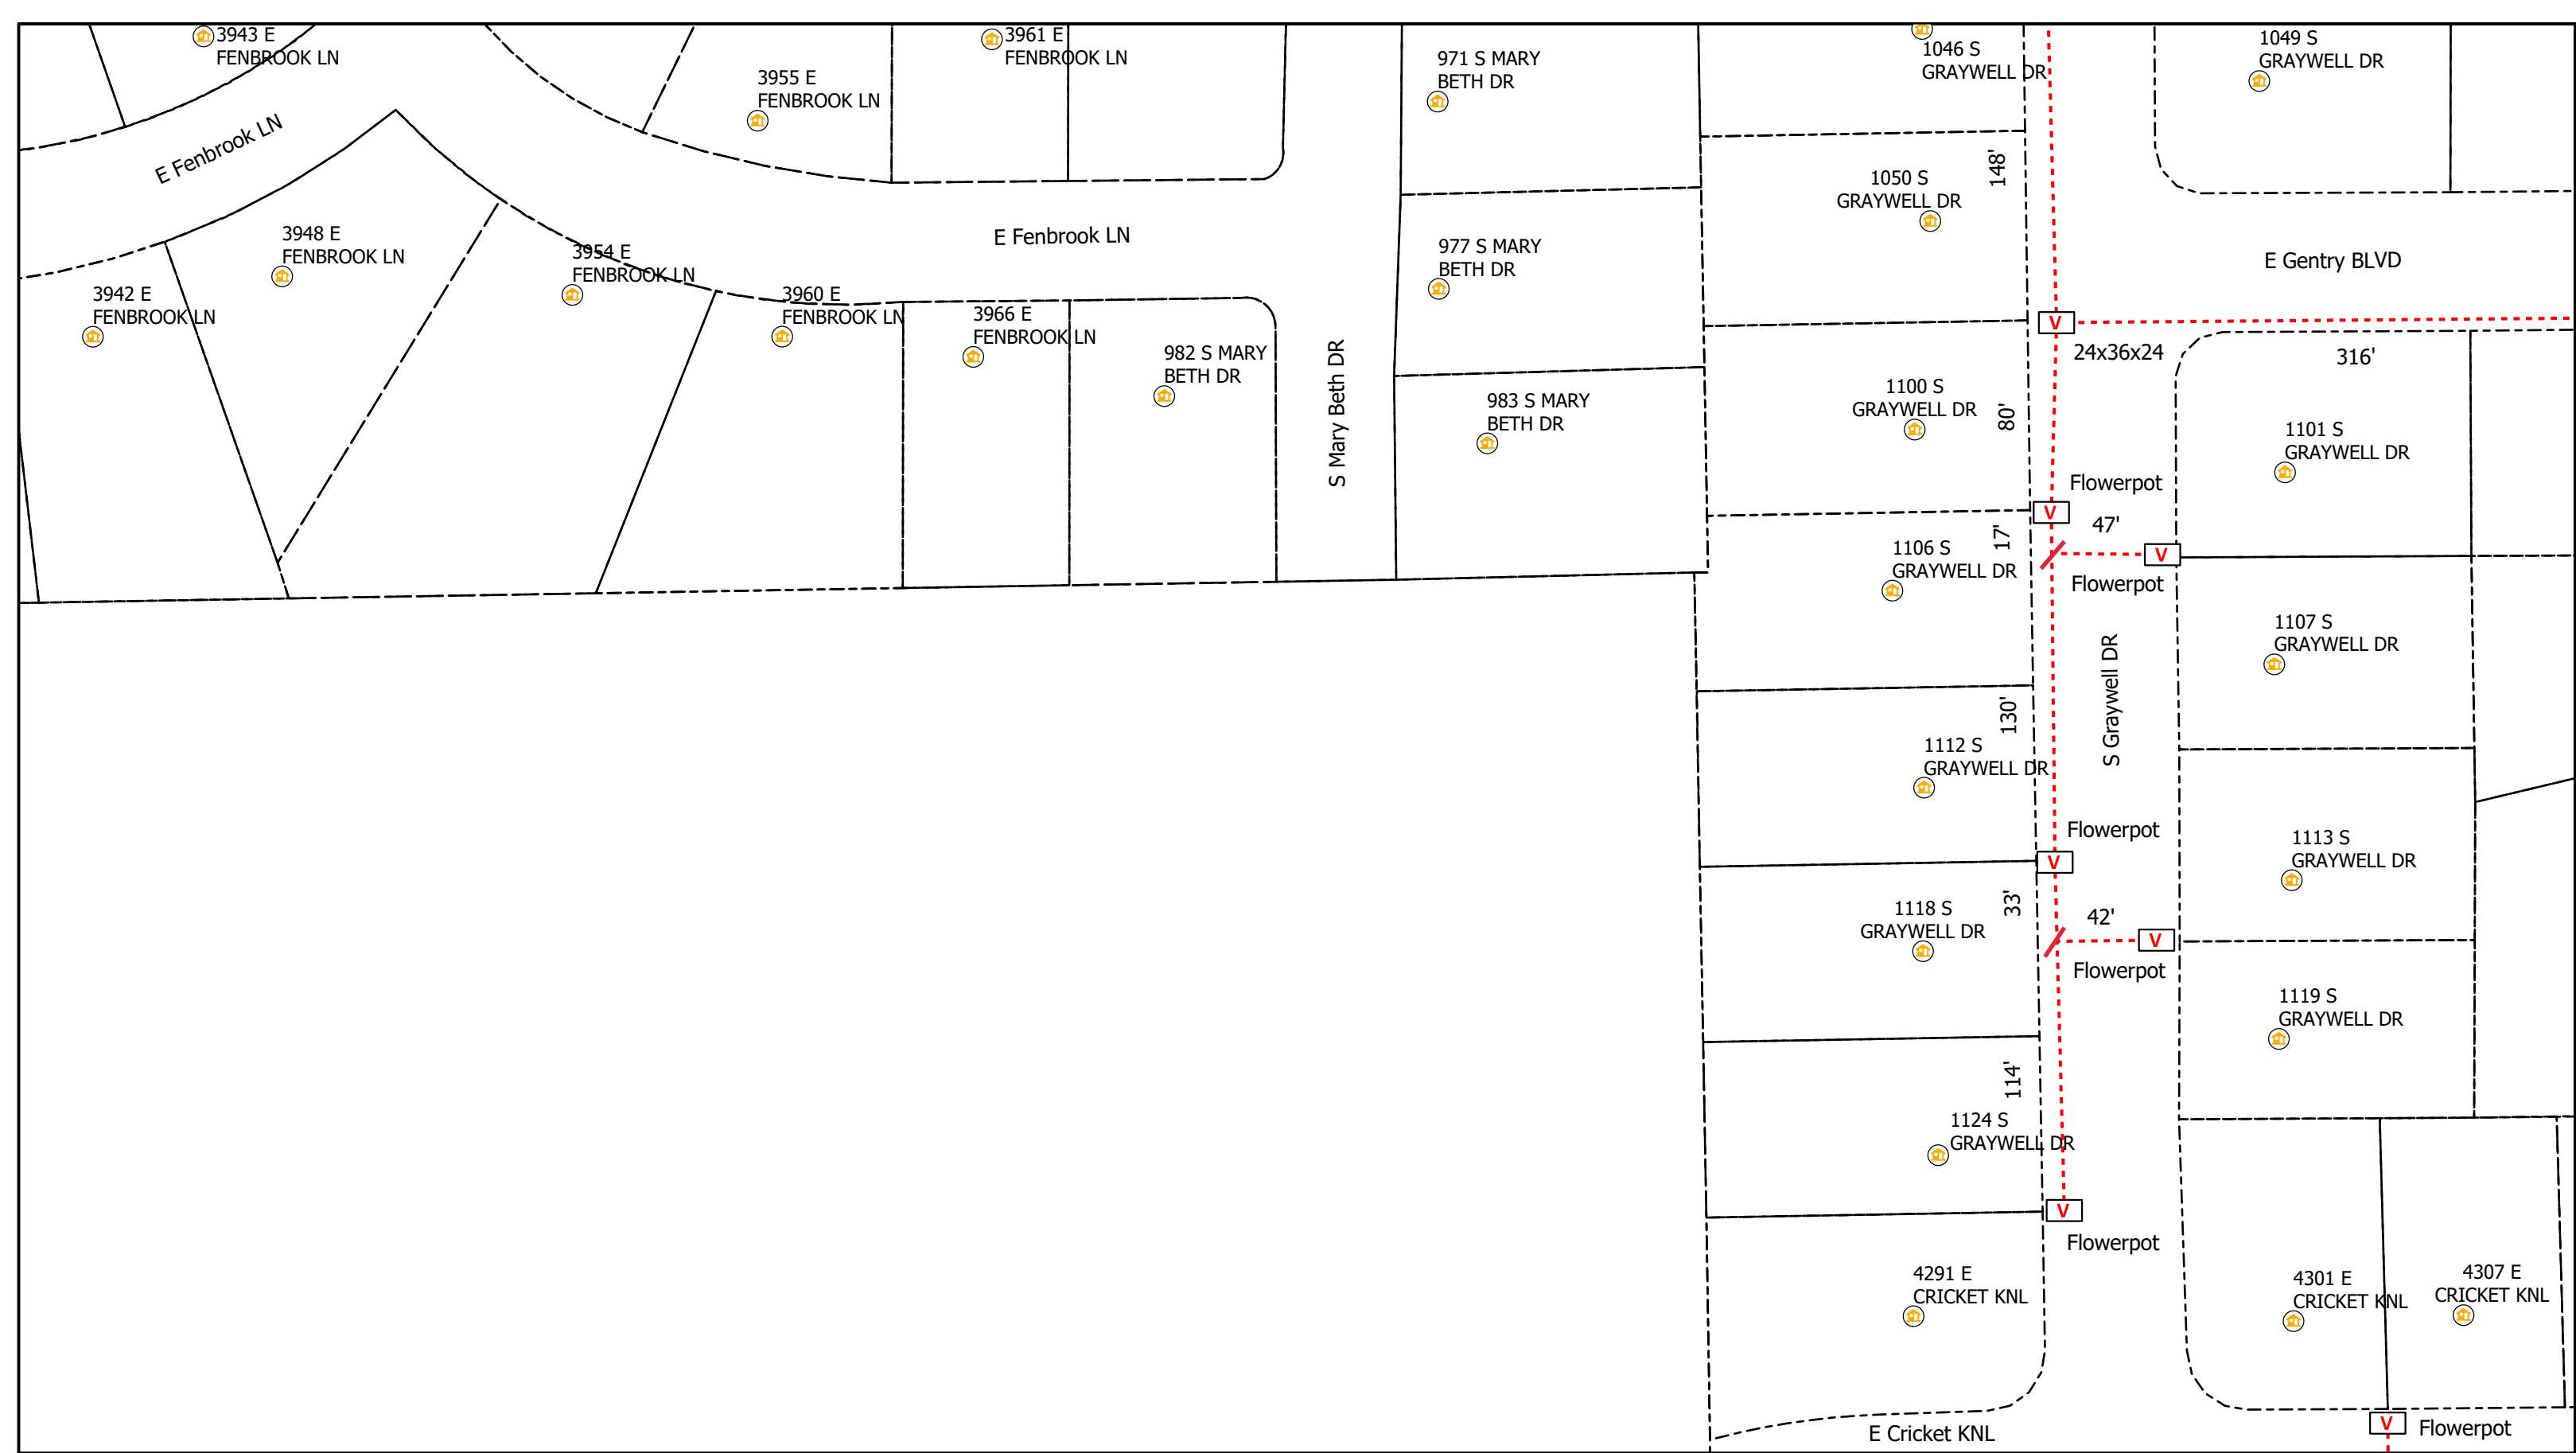 3943 E
FENBROOK LN
3961 E
FENBROOK LN
3955 E
FENBROOK LN
971 S MARY
BETH DR
1046 S
GRAYWELL DR
1049 S
GRAYWELL DR
E Fenbrook LN
148'
1050 S
GRAYWELL DR
3948 E
FENBROOK LN
3954 E
FENBROOK LN
E Fenbrook LN
977 S MARY
BETH DR
E Gentry BLVD
3942 E
FENBROOK LN
3960 E
FENBROOK LN
3966 E
FENBROOK LN
982 S MARY
BETH DR
S Mary Beth DR
983 S MARY
BETH DR
V
24x36x24
316'
1100 S
GRAYWELL DR
80'
1101 S
GRAYWELL DR
Flowerpot
V
47'
17'
V
Flowerpot
1106 S
GRAYWELL DR
1107 S
GRAYWELL DR
S Graywell DR
130'
1112 S
GRAYWELL DR
Flowerpot
V
1113 S
GRAYWELL DR
33'
1118 S
GRAYWELL DR
42'
V
Flowerpot
1119 S
GRAYWELL DR
114'
1124 S
GRAYWELL DR
V
Flowerpot
4291 E
CRICKET KNL
4301 E
CRICKET KNL
4307 E
CRICKET KNL
E Cricket KNL
V
Flowerpot